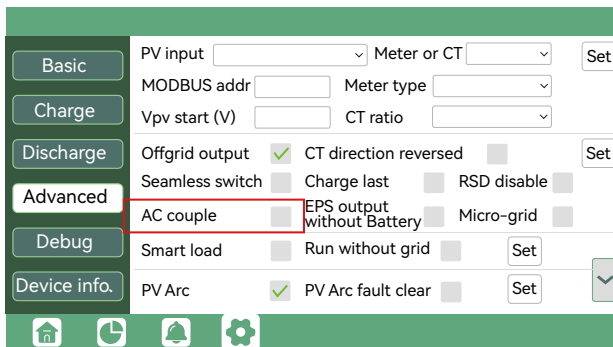 PV input Meter or CT Set
Basic
MODBUS addr Meter type
Charge
Vpv start (V) CT ratio
Discharge
Offgrid output CT direction reversed Set
Seamless switch Charge last RSD disable
Advanced
AC couple EPS output without Battery Micro-grid
Debug
Smart load Run without grid Set
Device info.
PV Arc PV Arc fault clear Set